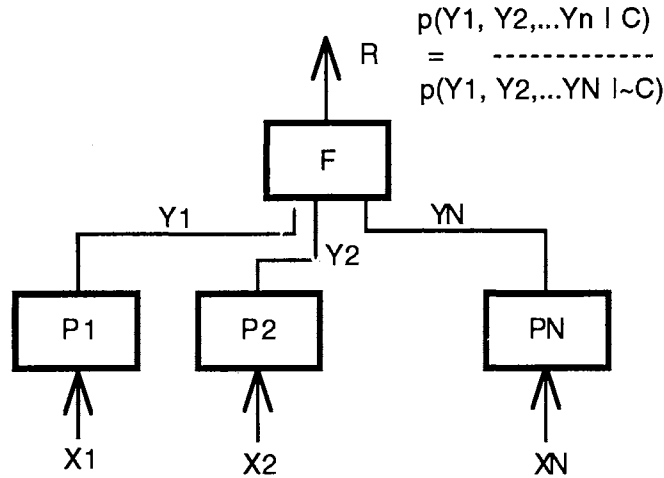 p(Y1, Y2,...Yn | C)
R = -------------
p(Y1, Y2,...YN |~C)
F
Y1
YN
Y2
P1 P2 PN
X1 X2 XN